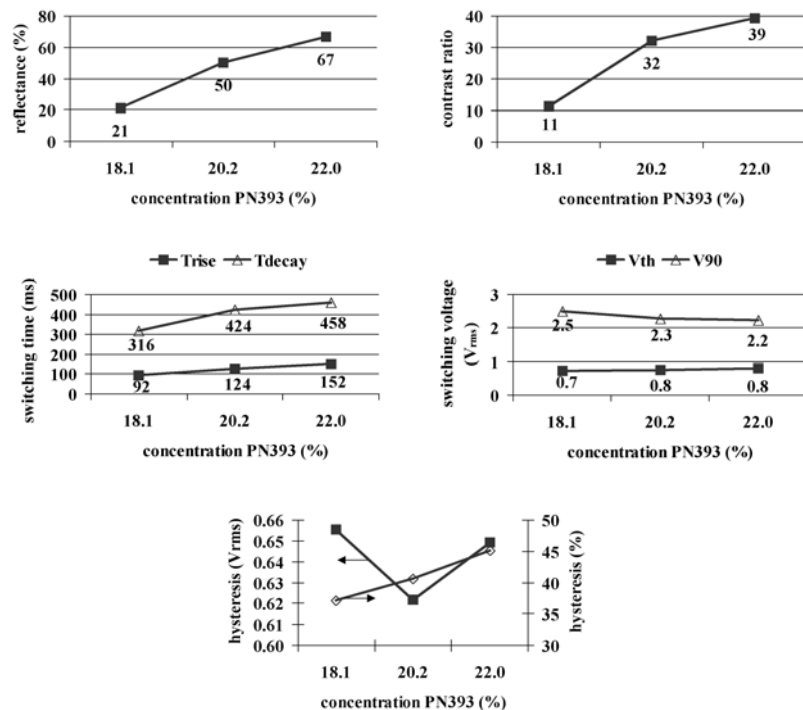 reflectance (%)
80
60
40
20
0
21
50
67
18.1 20.2 22.0
concentration PN393 (%)
contrast ratio
40
30
20
10
0
11
32
39
18.1 20.2 22.0
concentration PN393 (%)
Trise Tdecay
switching time (ms)
500
400
300
200
100
0
316
424
458
92
124
152
18.1 20.2 22.0
concentration PN393 (%)
Vth V90
switching voltage
(Vrms)
3
2
1
0
2.5
2.3
2.2
0.7
0.8
0.8
18.1 20.2 22.0
concentration PN393 (%)
hysteresis (Vrms)
0.66
0.65
0.64
0.63
0.62
0.61
0.60
50
45
40
35
30
hysteresis (%)
18.1 20.2 22.0
concentration PN393 (%)